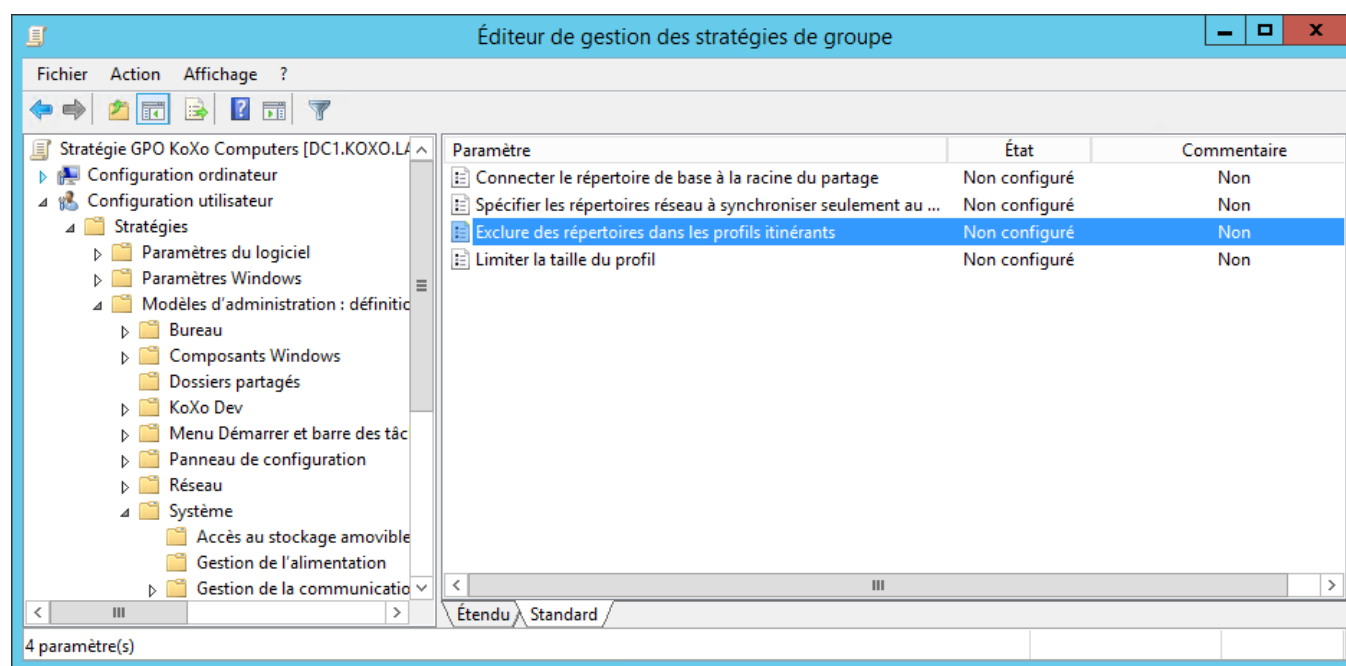 Éditeur de gestion des stratégies de groupe
Fichier Action Affichage ?
Stratégie GPO KoXo Computers [DC1.KOXO.LA
Configuration ordinateur
Configuration utilisateur
Stratégies
Paramètres du logiciel
Paramètres Windows
Modèles d'administration : définitic
Bureau
Composants Windows
Dossiers partagés
KoXo Dev
Menu Démarrer et barre des tâc
Panneau de configuration
Réseau
Système
Accès au stockage amovible
Gestion de l'alimentation
Gestion de la communicatio
Paramètre État Commentaire
Connecter le répertoire de base à la racine du partage Non configuré Non
Spécifier les répertoires réseau à synchroniser seulement au ... Non configuré Non
Exclure des répertoires dans les profils itinérants Non configuré Non
Limiter la taille du profil Non configuré Non
Étendu Standard
4 paramètre(s)